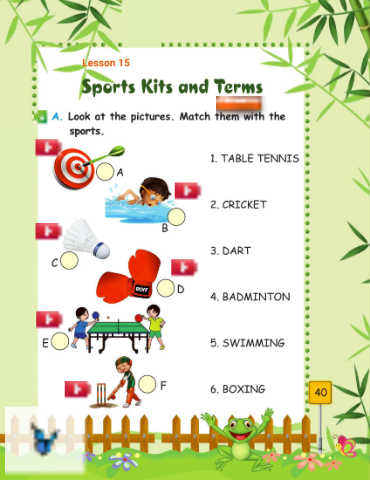 Lesson 15
Sports Kits and Terms
A. Look at the pictures. Match them with the
sports.
A
B
C
D
E
F
1. TABLE TENNIS
2. CRICKET
3. DART
4. BADMINTON
5. SWIMMING
6. BOXING
40